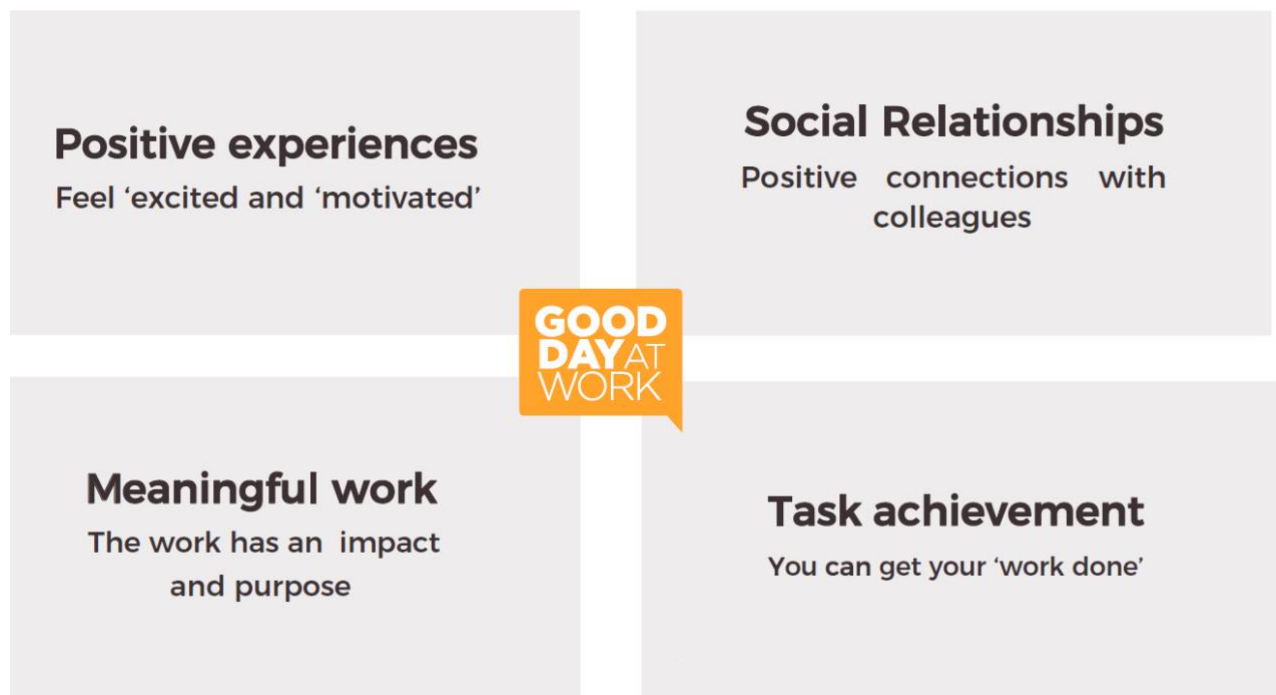 Positive experiences
Feel ‘excited and ‘motivated’
Social Relationships
Positive connections with
colleagues
GOOD
DAY AT
WORK
Meaningful work
The work has an impact
and purpose
Task achievement
You can get your ‘work done’